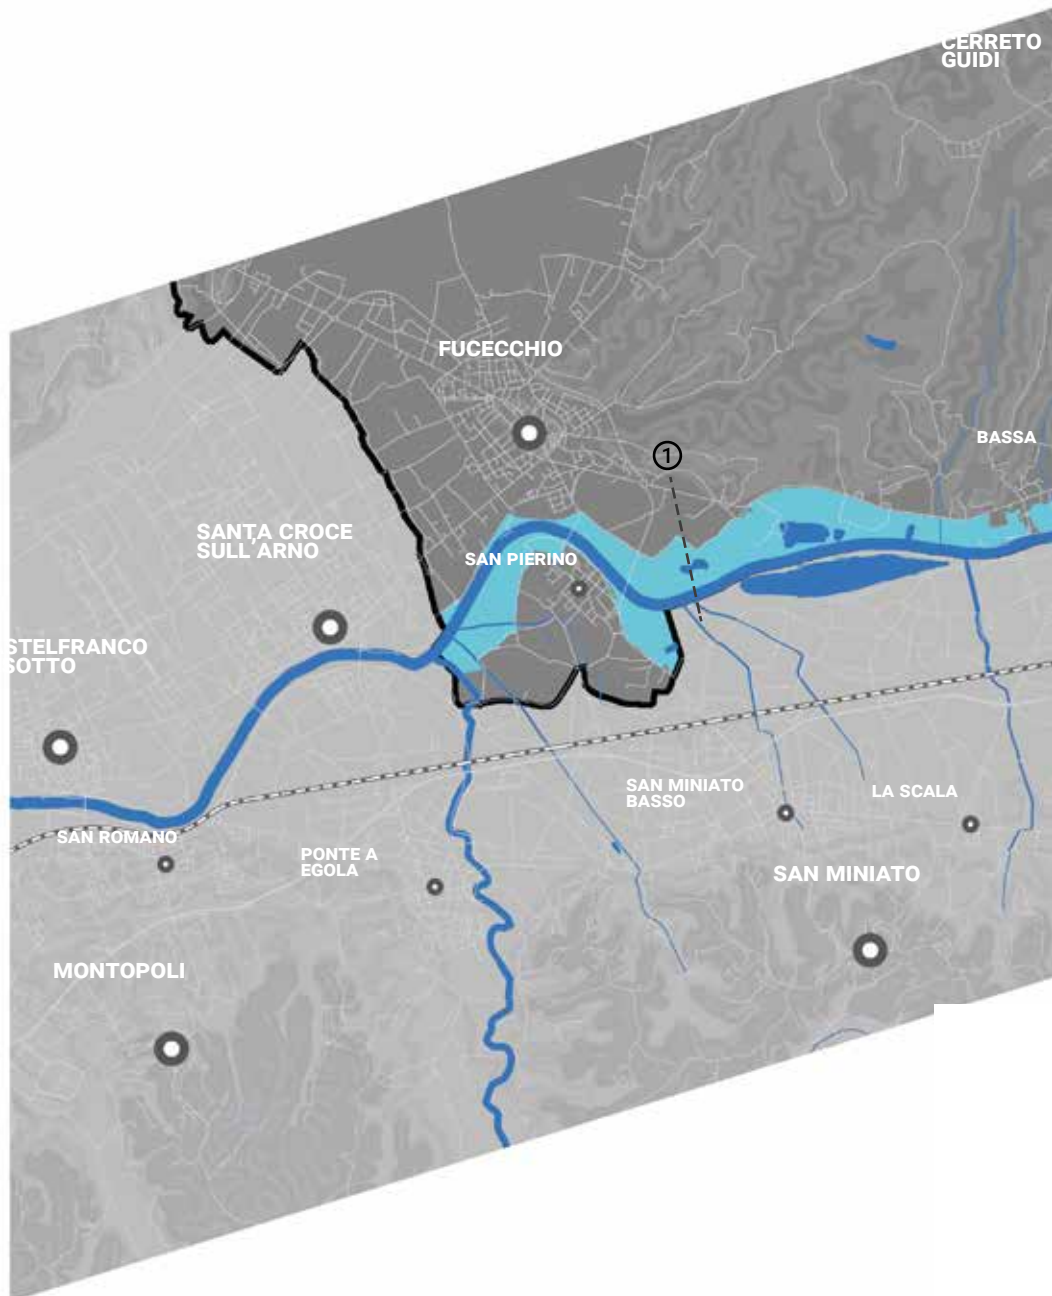 CERRETO
GUIDI
FUCECCHIO
BASSA
1
SANTA CROCE
SULL'ARNO
SAN PIERINO
STELFRANCO
SOTTO
SAN MINIATO
BASSO
LA SCALA
SAN ROMANO
PONTE A
EGOLA
SAN MINIATO
MONTOPOLI